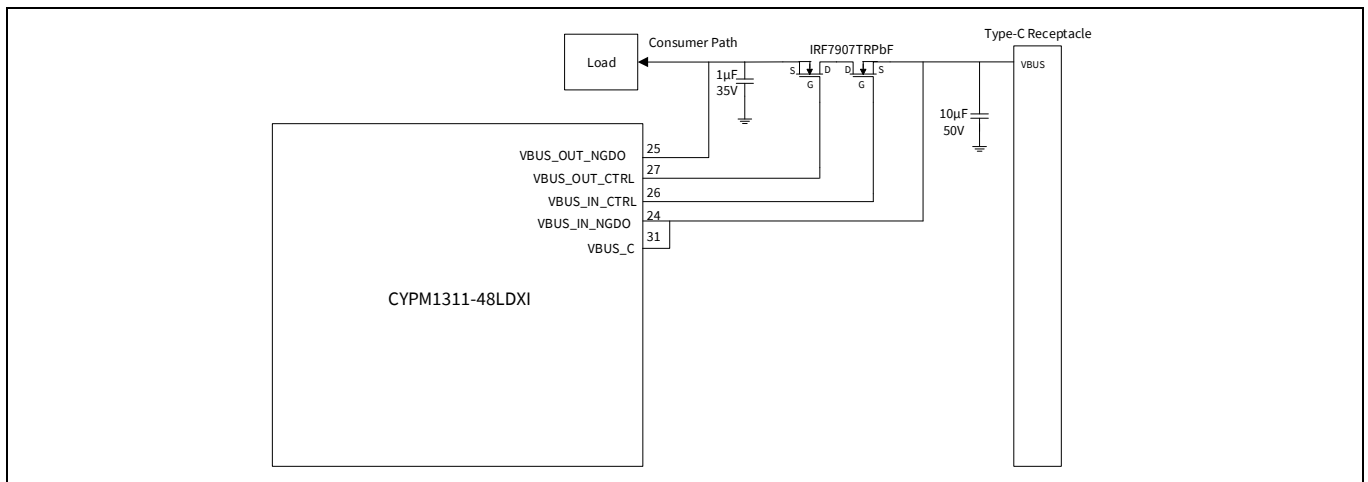 Type-C Receptacle
Consumer Path
IRF7907TRPbF
Load
VBUS
S
D
D
S
G
G
1µF
35V
10µF
50V
VBUS_OUT_NGDO
25
VBUS_OUT_CTRL
27
VBUS_IN_CTRL
26
VBUS_IN_NGDO
24
VBUS_C
31
CYPM1311-48LDXI